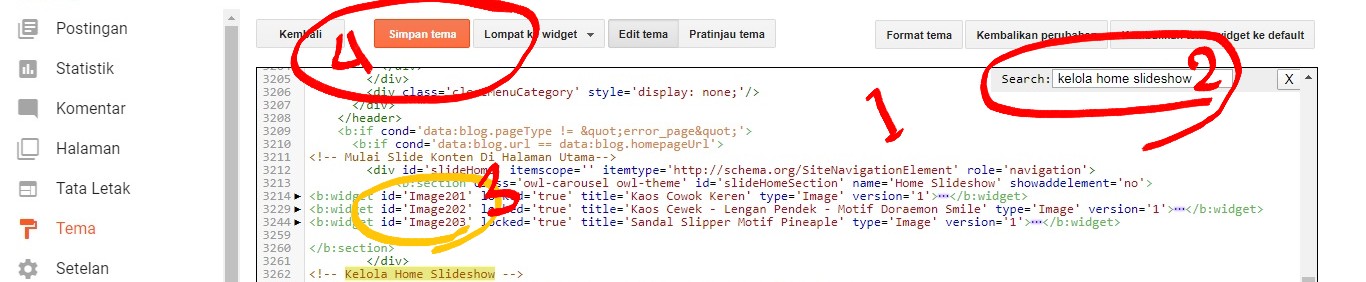 Postingan
Statistik
Komentar
Halaman
Tata Letak
Tema
Setelan
Kembali Simpan tema Lompat ke widget Edit tema Pratinjau tema Format tema Kembalikan perubahan widget ke default
4
Search: kelola home slideshow 2 X
1
3
3205 </div>
3206 <div class='clearMenuCategory' style='display: none;'/>
3207 </div>
3208 </header>
3209 <b:if cond='data:blog.pageType != &quot;error_page&quot;'>
3210 <b:if cond='data:blog.url == data:blog.homepageUrl'>
3211 <!-- Mulai Slide Konten Di Halaman Utama-->
3212 <div id='slideHome' itemscope='' itemtype='http://schema.org/SiteNavigationElement' role='navigation'>
3213 <b:section class='owl-carousel owl-theme' id='slideHomeSection' name='Home Slideshow' showaddelement='no'>
3214 <b:widget id='Image201' locked='true' title='Kaos Cowok Keren' type='Image' version='1'>⋯</b:widget>
3229 <b:widget id='Image202' locked='true' title='Kaos Cewek - Lengan Pendek - Motif Doraemon Smile' type='Image' version='1'>⋯</b:widget>
3244 <b:widget id='Image203' locked='true' title='Sandal Slipper Motif Pineaple' type='Image' version='1'>⋯</b:widget>
3259
3260 </b:section>
3261 </div>
3262 <!-- Kelola Home Slideshow -->